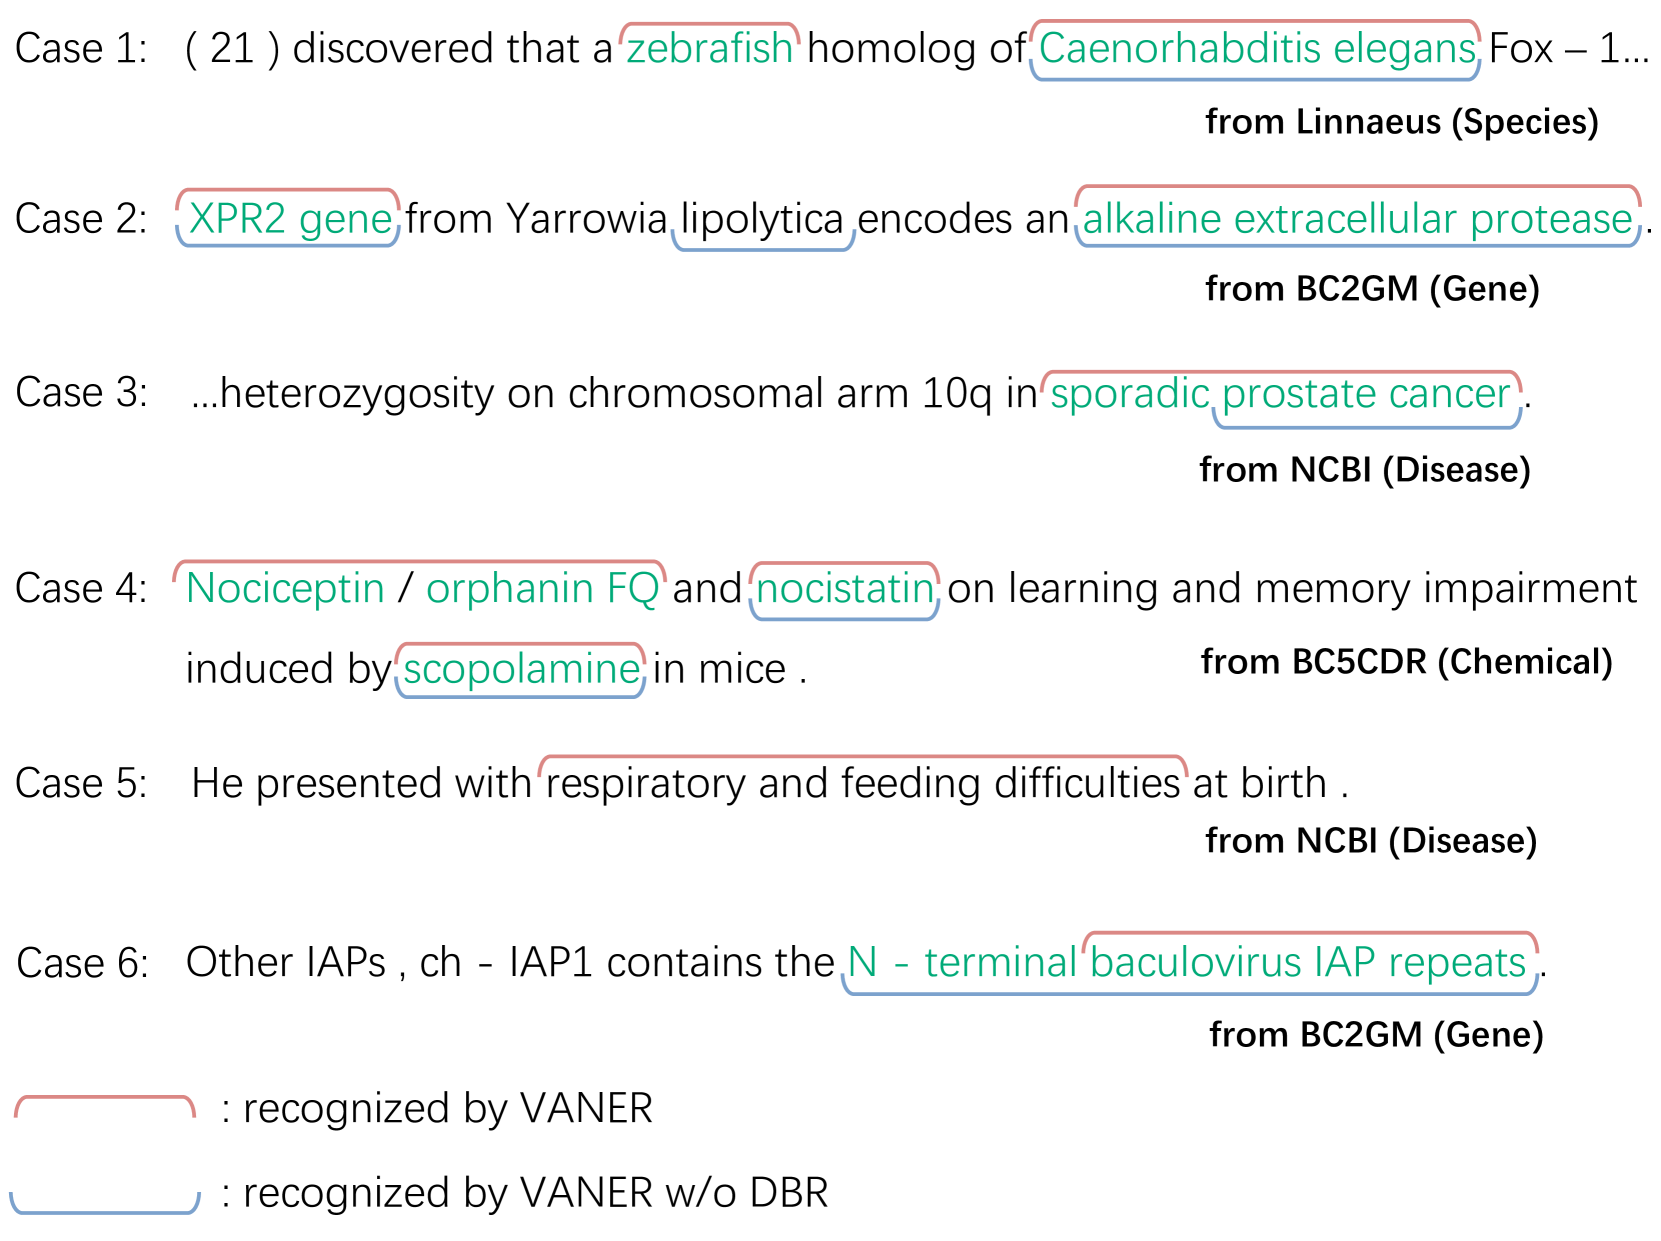 Case 1: ( 21 ) discovered that a zebrafish homolog of Caenorhabditis elegans Fox – 1...
from Linnaeus (Species)
Case 2: XPR2 gene from Yarrowia lipolytica encodes an alkaline extracellular protease .
from BC2GM (Gene)
Case 3: ...heterozygosity on chromosomal arm 10q in sporadic prostate cancer .
from NCBI (Disease)
Case 4: Nociceptin / orphanin FQ and nocistatin on learning and memory impairment
induced by scopolamine in mice .
from BC5CDR (Chemical)
Case 5: He presented with respiratory and feeding difficulties at birth .
from NCBI (Disease)
Case 6: Other IAPs , ch - IAP1 contains the N - terminal baculovirus IAP repeats .
from BC2GM (Gene)
: recognized by VANER
: recognized by VANER w/o DBR